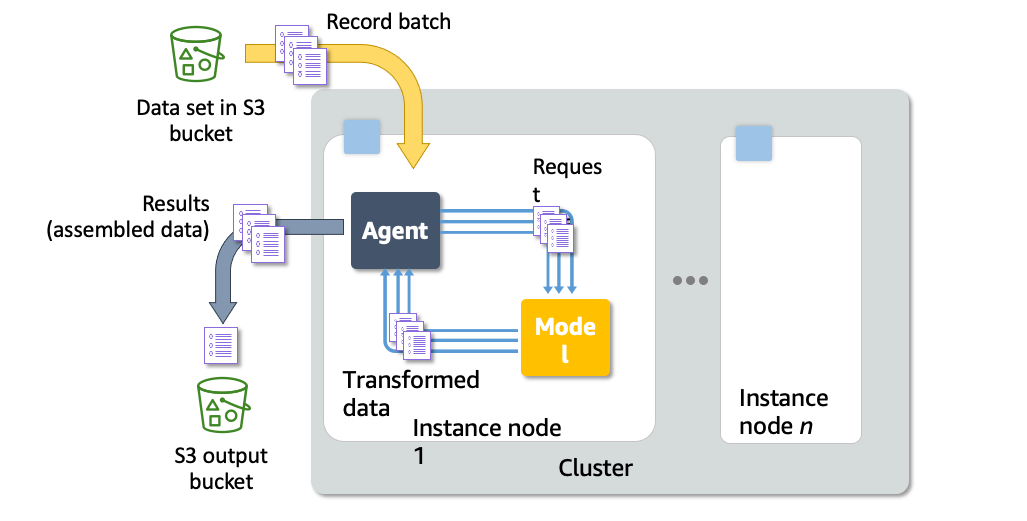 Record batch
Data set in S3
bucket
Reques
t
Results
(assembled data)
Agent
Mode
l
Transformed
data
Instance node
1
Instance
node n
S3 output
bucket
Cluster